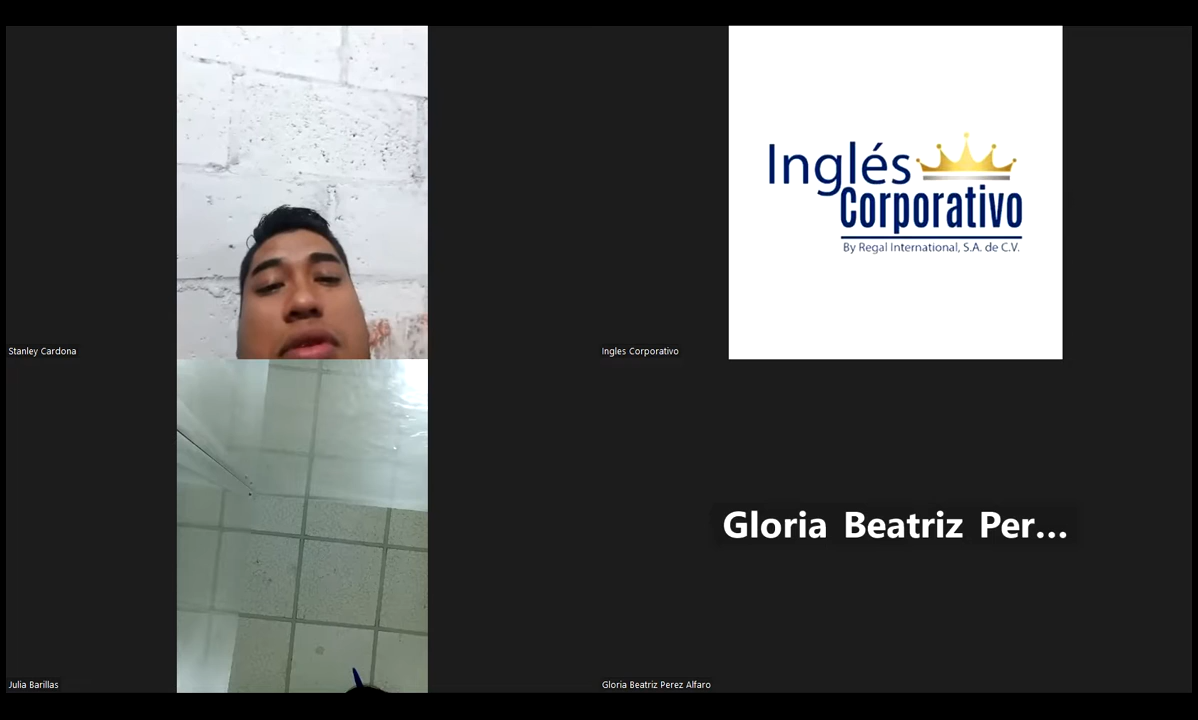 Inglés
Corporativo
By Regal International, S.A. de C.V.
Stanley Cardona
Ingles Corporativo
Gloria Beatriz Per...
Julia Barillas
Gloria Beatriz Perez Alfaro